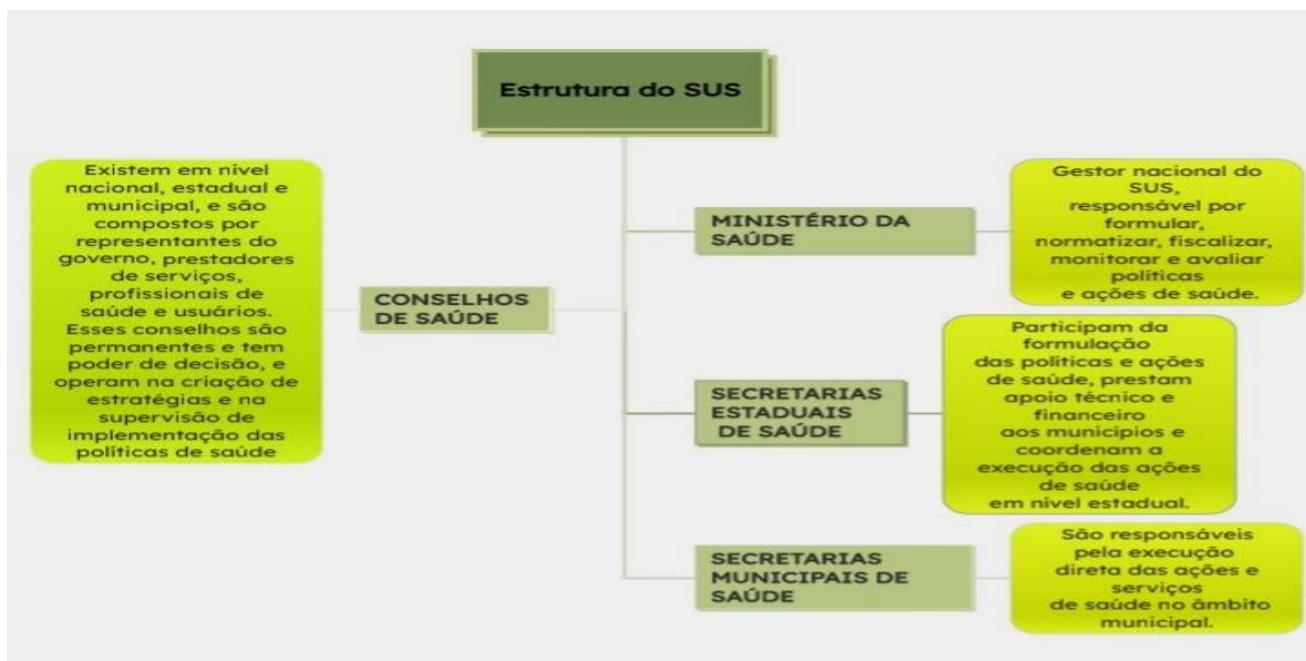 Estrutura do SUS
Existem em nível
nacional, estadual e
municipal, e são
compostos por
representantes do
governo, prestadores
de serviços,
profissionais de
saúde e usuários.
Esses conselhos são
permanentes e tem
poder de decisão, e
operam na criação de
estratégias e na
supervisão de
implementação das
políticas de saúde
CONSELHOS
DE SAÚDE
MINISTÉRIO DA
SAÚDE
Gestor nacional do
SUS,
responsável por
formular,
normatizar, fiscalizar,
monitorar e avaliar
políticas
e ações de saúde.
SECRETARIAS
ESTADUAIS
DE SAÚDE
Participam da
formulação
das políticas e ações
de saúde, prestam
apoio técnico e
financeiro
aos municípios e
coordenam a
execução das ações
de saúde
em nível estadual.
SECRETARIAS
MUNICIPAIS DE
SAÚDE
São responsáveis
pela execução
direta das ações e
serviços
de saúde no âmbito
municipal.